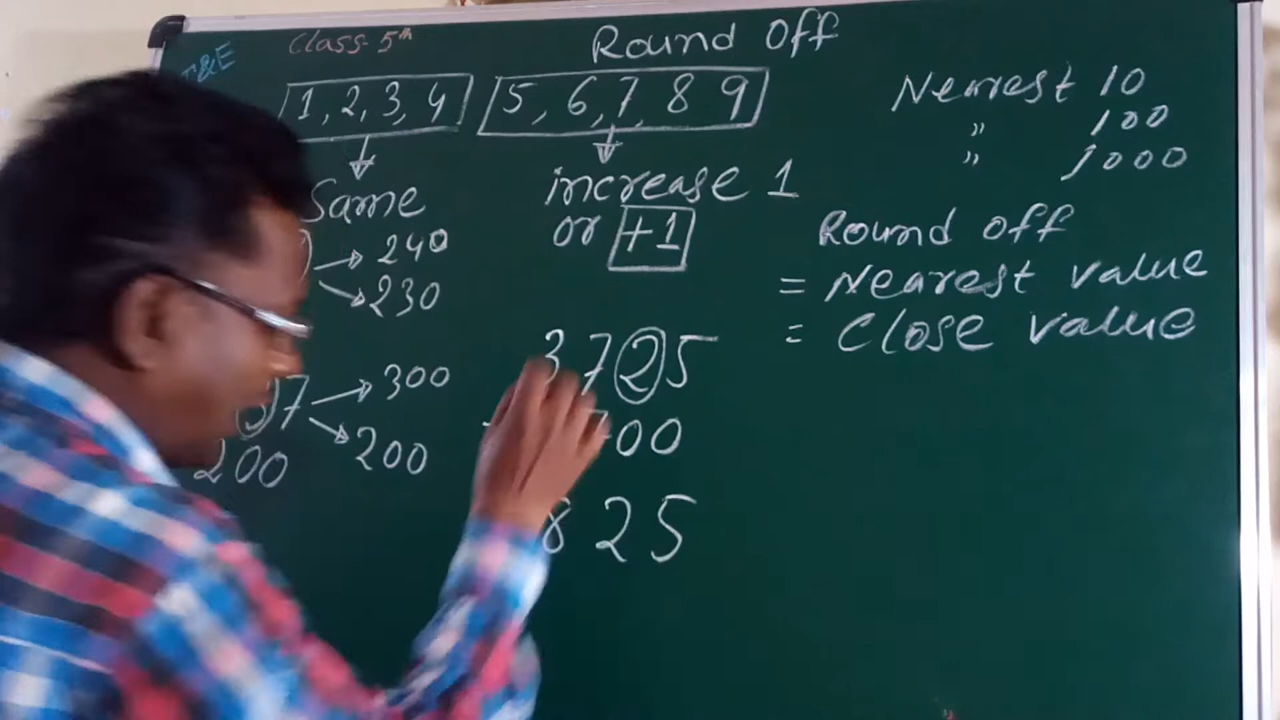 Class-5th
Round Off
1, 2, 3, 4
5, 6, 7, 8 9
Same
increase 1
or +1
240
230
Nearest 10
" 100
" 1000
Round off
= Nearest value
= Close value
7 300
200
200
3725
00
825